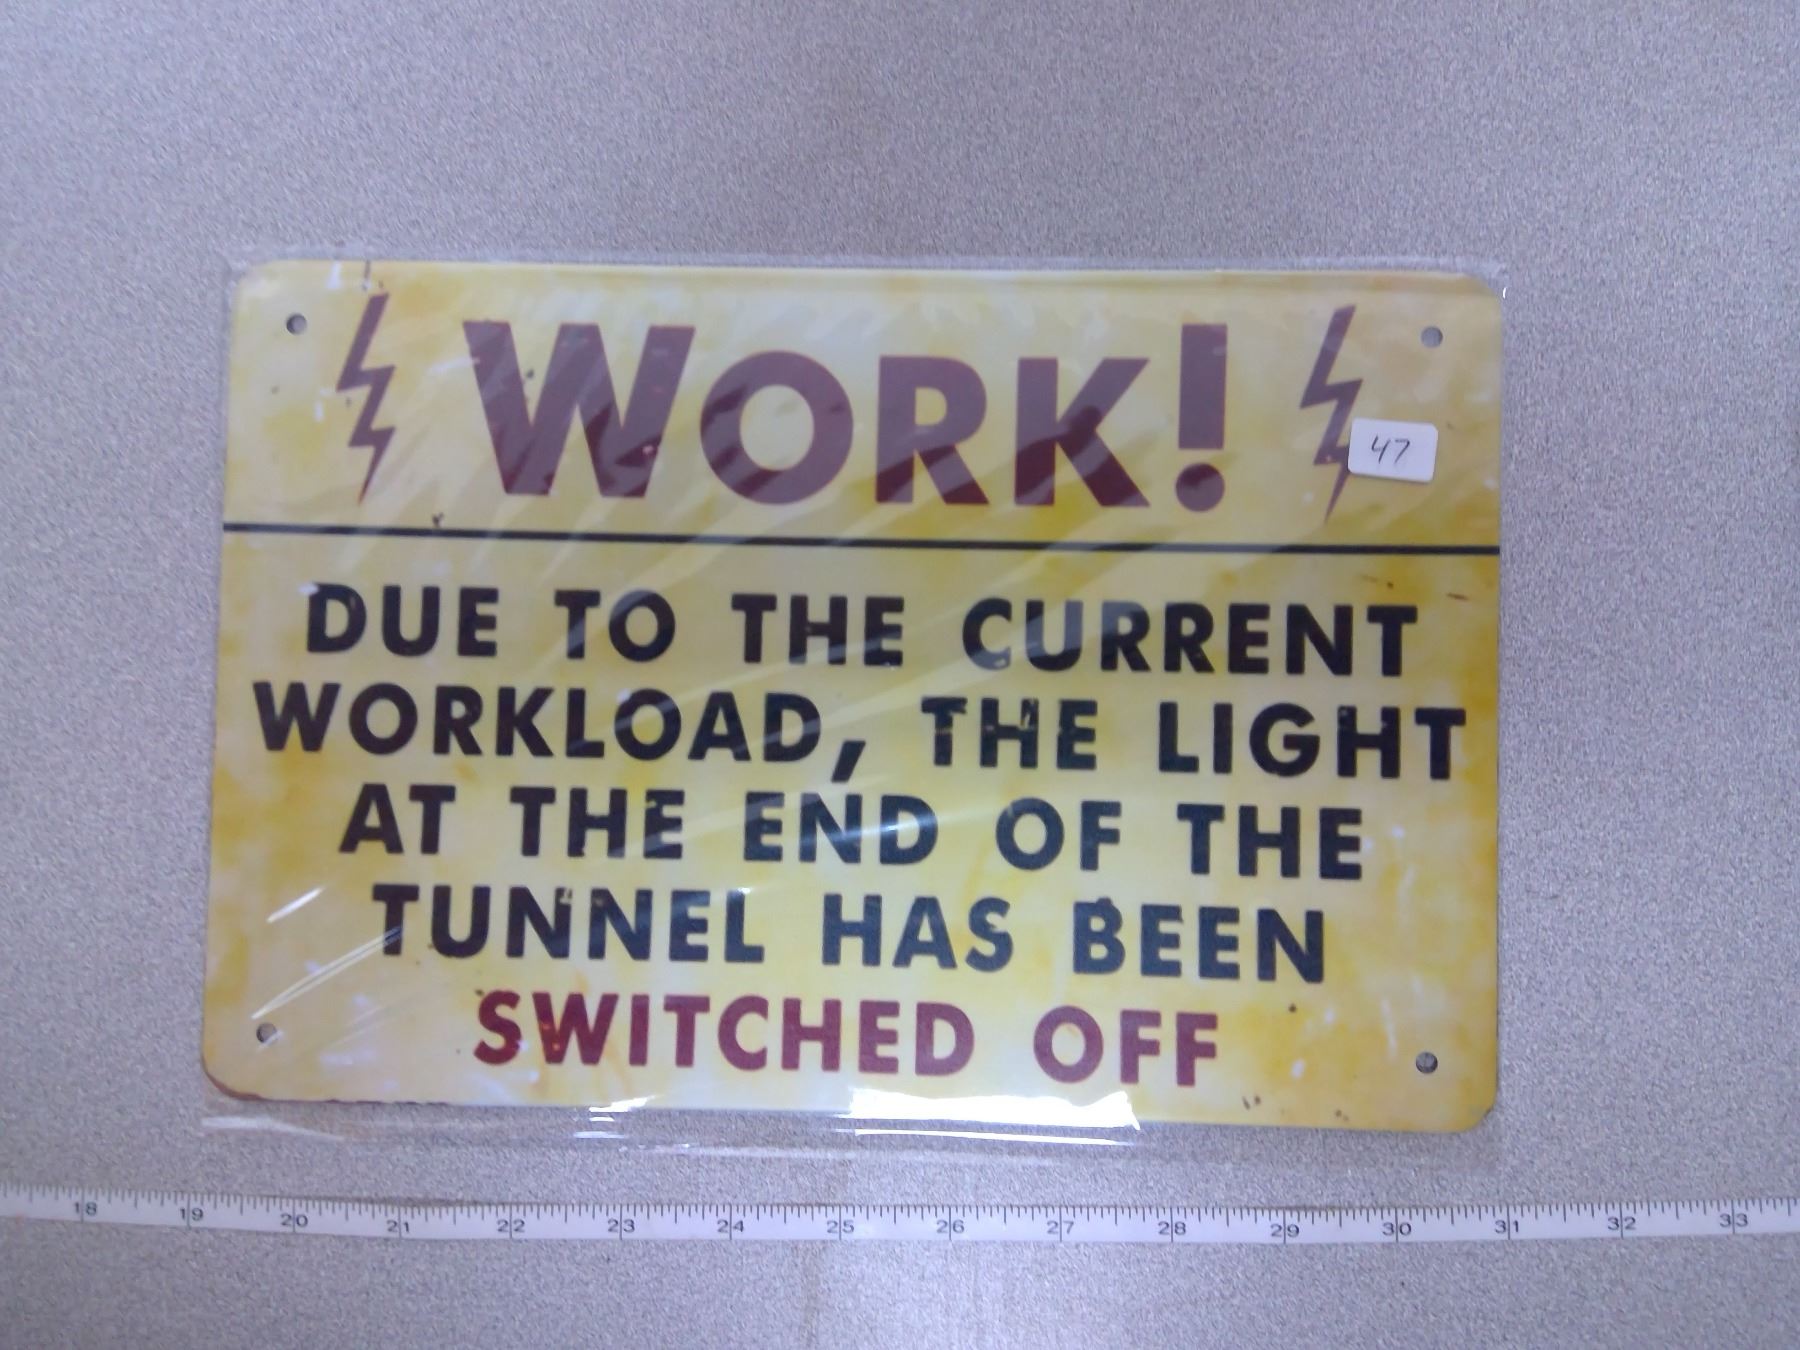 WORK!
47
DUE TO THE CURRENT
WORKLOAD, THE LIGHT
AT THE END OF THE
TUNNEL HAS BEEN
SWITCHED OFF
18 19 20 21 22 23 24 25 26 27 28 29 30 31 32 33